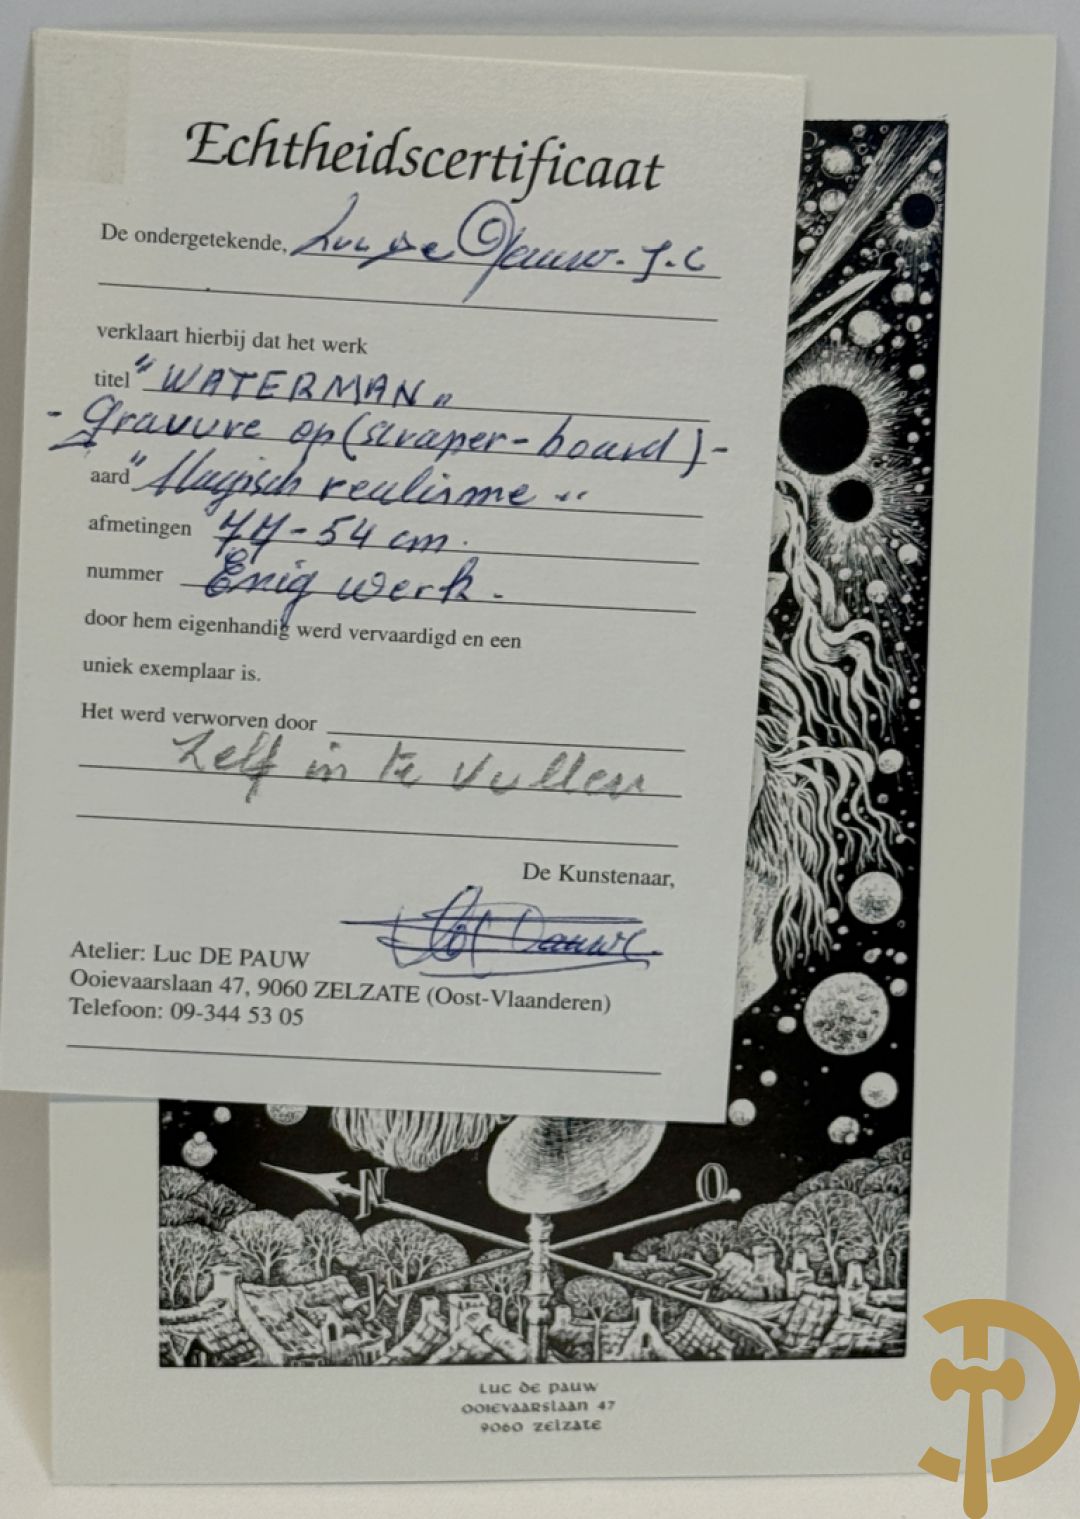 Echtheidscertificaat
De ondergetekende, Luc De Pauw. J.C
verklaart hierbij dat het werk
titel "WATERMAN"
- gravure op (scraper-board) -
aard "Magisch realisme"
afmetingen 77-54 cm.
nummer Enig werk.
door hem eigenhandig werd vervaardigd en een
uniek exemplaar is.
Het werd verworven door
Zelf in te vullen
De Kunstenaar,
Atelier: Luc DE PAUW
Ooievaarslaan 47, 9060 ZELZATE (Oost-Vlaanderen)
Telefoon: 09-344 53 05
N O
W Z
LUC DE PAUW
OOIEVAARSLAAN 47
9060 ZELZATE